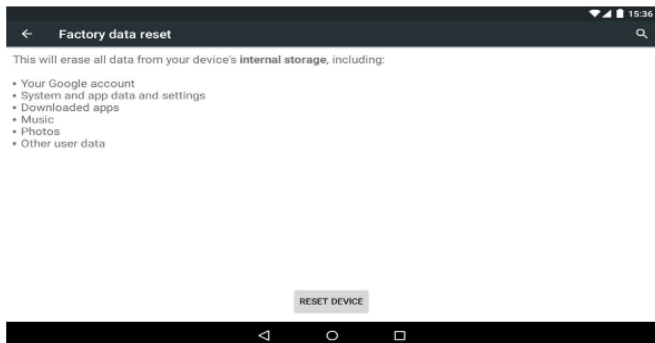 15:36
Factory data reset
This will erase all data from your device's internal storage, including:
• Your Google account
• System and app data and settings
• Downloaded apps
• Music
• Photos
• Other user data
RESET DEVICE